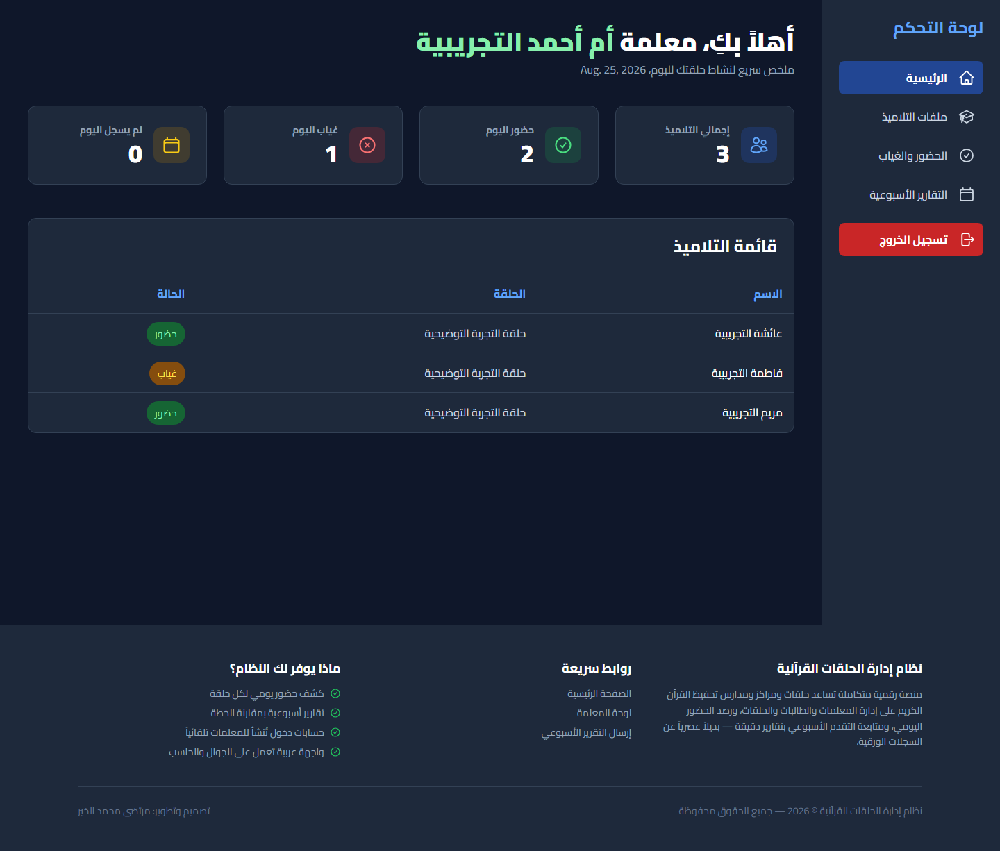 لوحة التحكم
الرئيسية
ملفات التلاميذ
الحضور والغياب
التقارير الأسبوعية
تسجيل الخروج
أهلاً بكِ، معلمة أم أحمد التجريبية
ملخص سريع لنشاط حلقتك لليوم، Aug. 25, 2026
إجمالي التلاميذ
3
حضور اليوم
2
غياب اليوم
1
لم يسجل اليوم
0
قائمة التلاميذ
الاسم الحلقة الحالة
عائشة التجريبية حلقة التجربة التوضيحية حضور
فاطمة التجريبية حلقة التجربة التوضيحية غياب
مريم التجريبية حلقة التجربة التوضيحية حضور
نظام إدارة الحلقات القرآنية
منصة رقمية متكاملة تساعد حلقات ومراكز ومدارس تحفيظ القرآن
الكريم على إدارة المعلمات والطالبات والحلقات، ورصد الحضور
اليومي، ومتابعة التقدم الأسبوعي بتقارير دقيقة — بديلاً عصرياً عن
السجلات الورقية.
روابط سريعة
الصفحة الرئيسية
لوحة المعلمة
إرسال التقرير الأسبوعي
ماذا يوفر لك النظام؟
كشف حضور يومي لكل حلقة
تقارير أسبوعية بمقارنة الخطة
حسابات دخول تُنشأ للمعلمات تلقائياً
واجهة عربية تعمل على الجوال والحاسب
نظام إدارة الحلقات القرآنية © 2026 — جميع الحقوق محفوظة
تصميم وتطوير: مرتضى محمد الخير